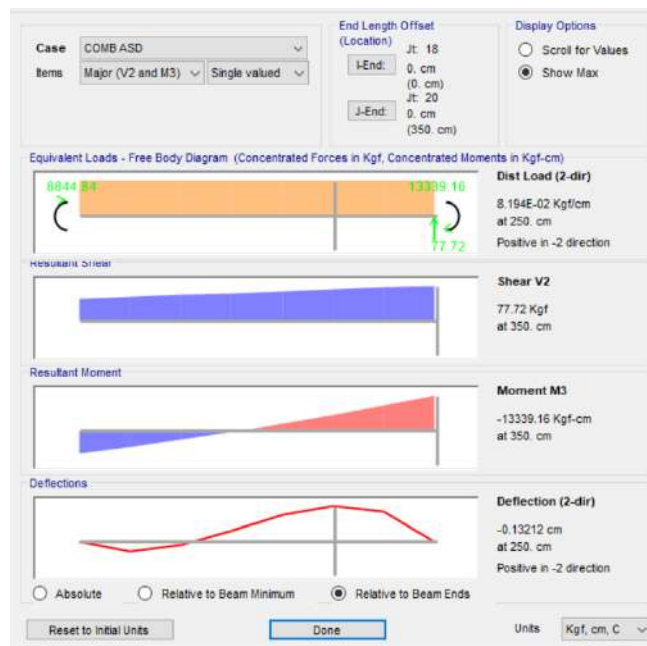 End Length Offset
(Location)
Display Options
Case COMB ASD
Items Major (V2 and M3) Single valued
Jt: 18
I-End: 0. cm
(0. cm)
Jt: 20
J-End: 0. cm
(350. cm)
Scroll for Values
Show Max
Equivalent Loads - Free Body Diagram (Concentrated Forces in Kgf, Concentrated Moments in Kgf-cm)
8844.84
13339.16
77.72
Dist Load (2-dir)
8.194E-02 Kgf/cm
at 250. cm
Positive in -2 direction
Resultant Shear
Shear V2
77.72 Kgf
at 350. cm
Resultant Moment
Moment M3
-13339.16 Kgf-cm
at 350. cm
Deflections
Deflection (2-dir)
-0.13212 cm
at 250. cm
Positive in -2 direction
Absolute Relative to Beam Minimum Relative to Beam Ends
Reset to Initial Units Done Units Kgf, cm, C